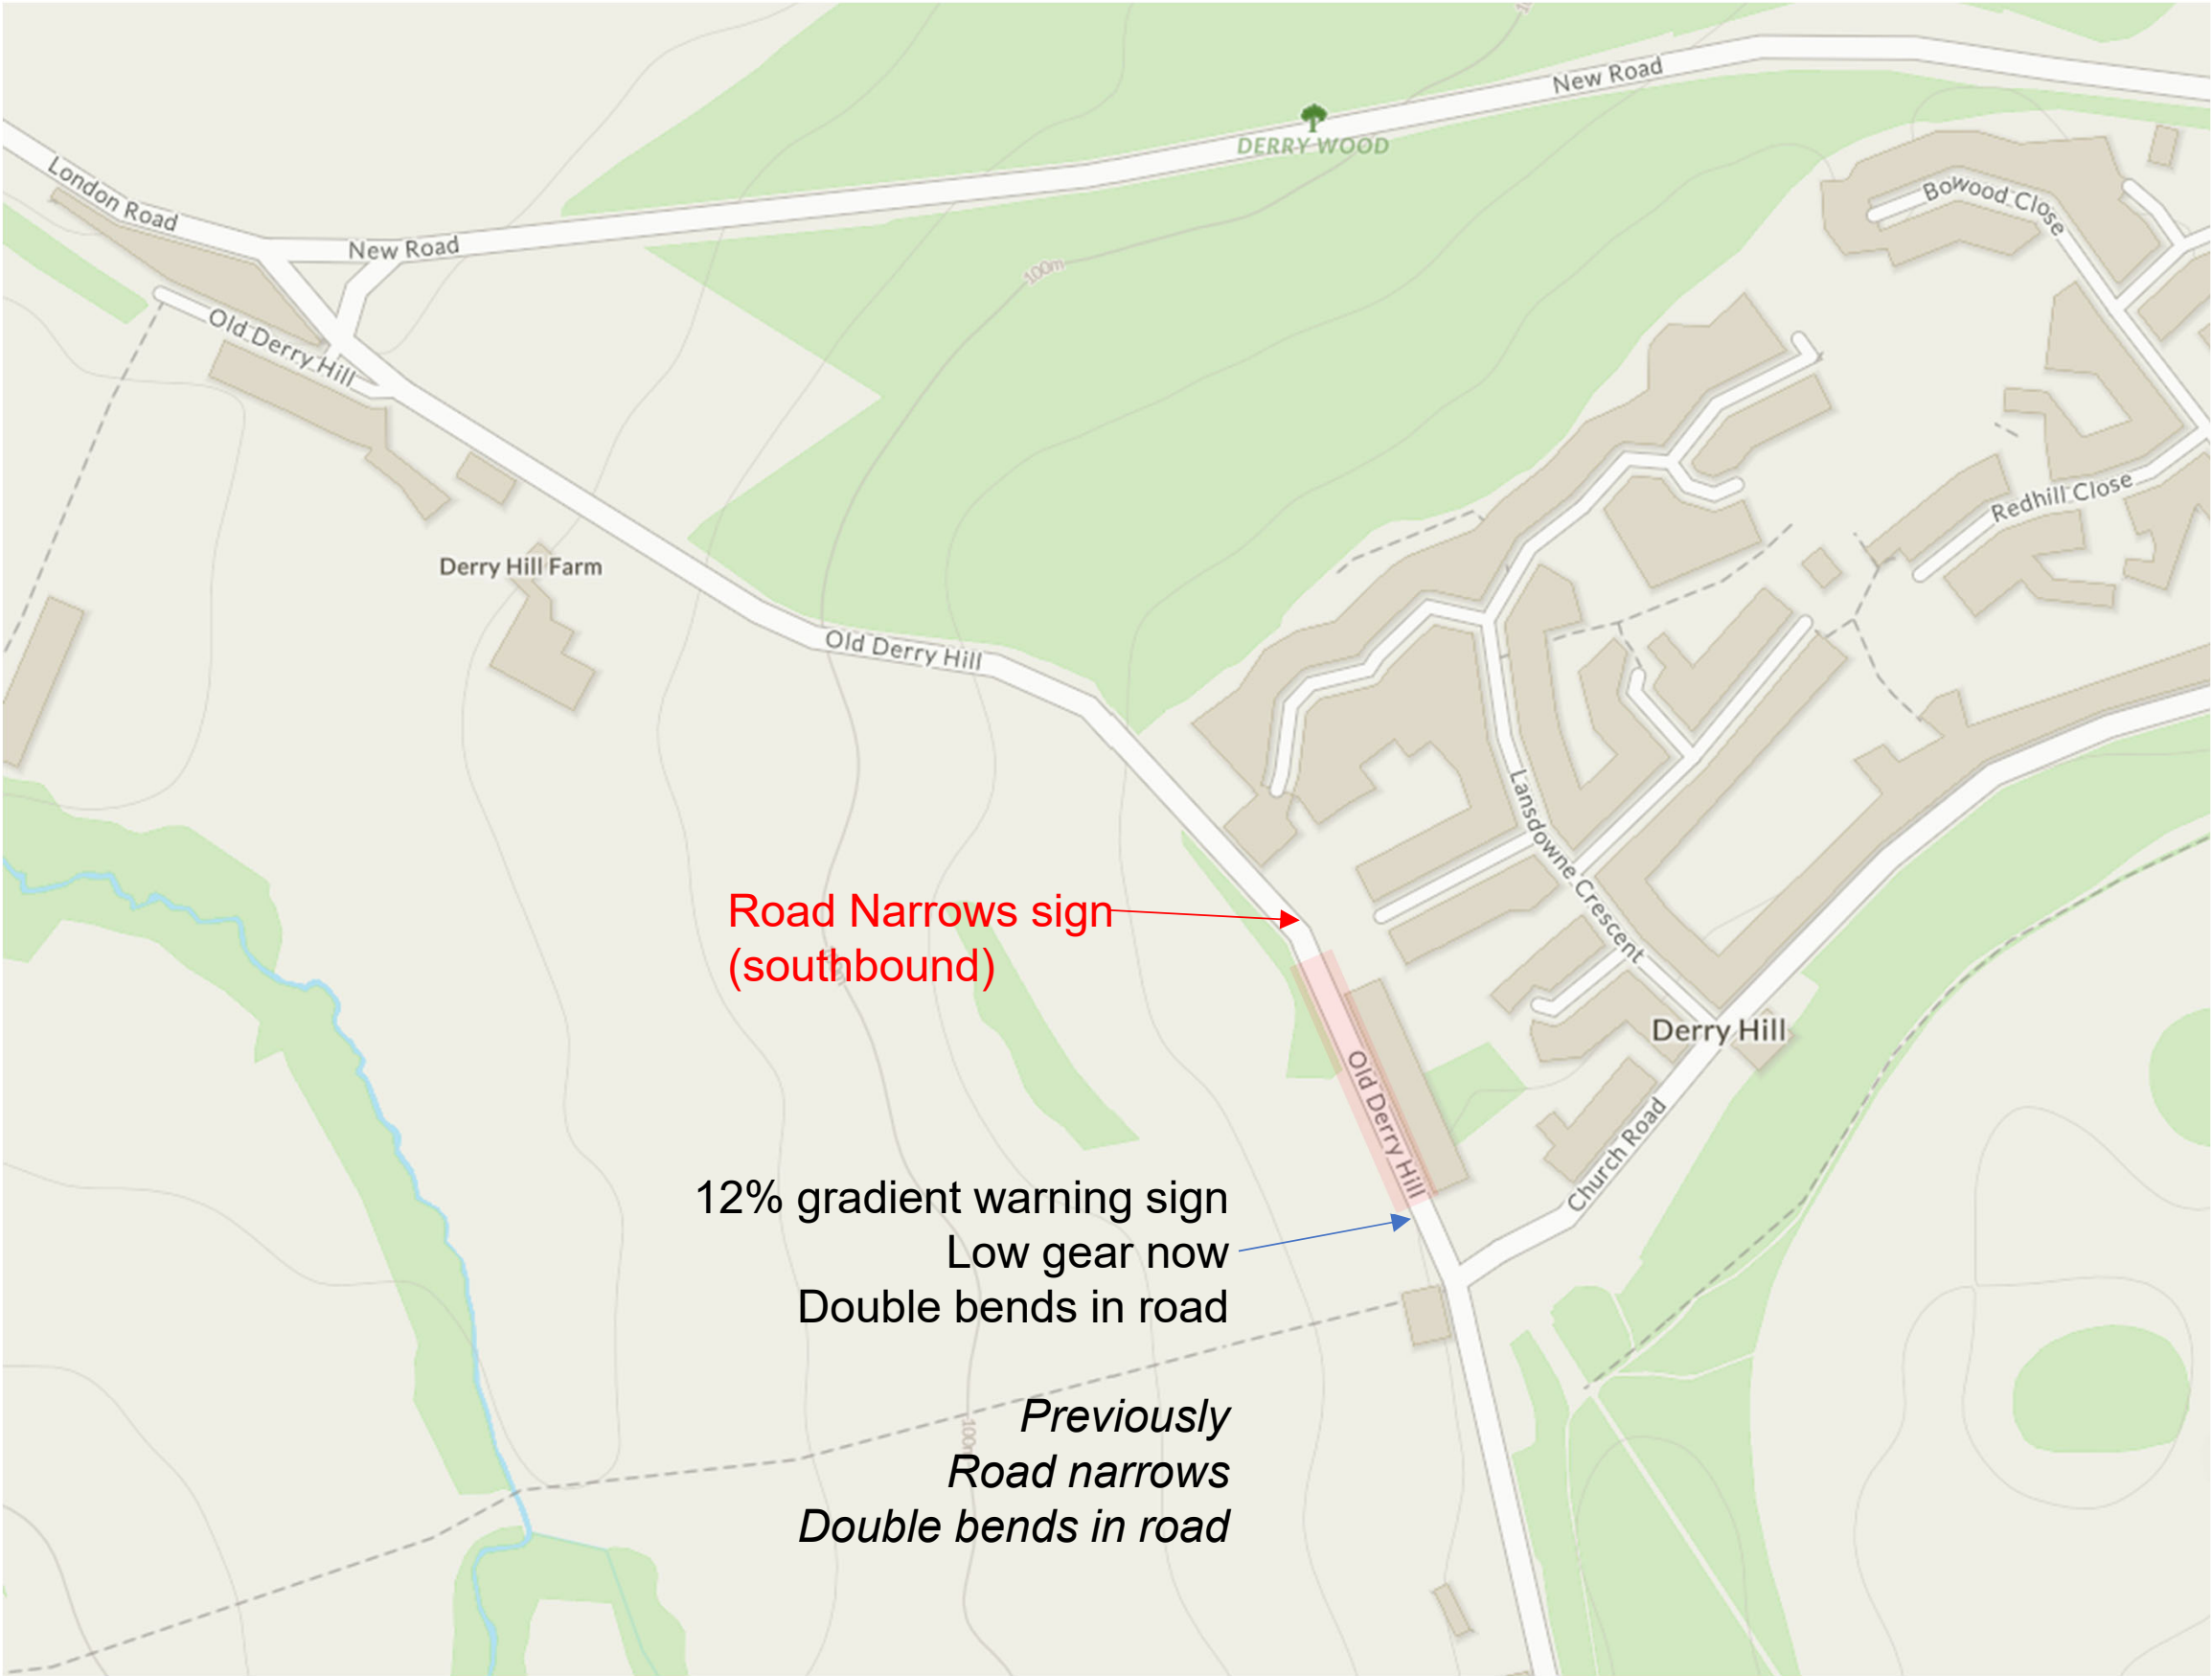 New Road
DERRY WOOD
London Road
New Road
Bowood Close
100m
Old Derry Hill
Redhill Close
Derry Hill Farm
Old Derry Hill
Lansdowne Crescent
Road Narrows sign
(southbound)
Derry Hill
Old Derry Hill
Church Road
12% gradient warning sign
Low gear now
Double bends in road
Previously
Road narrows
Double bends in road
100m